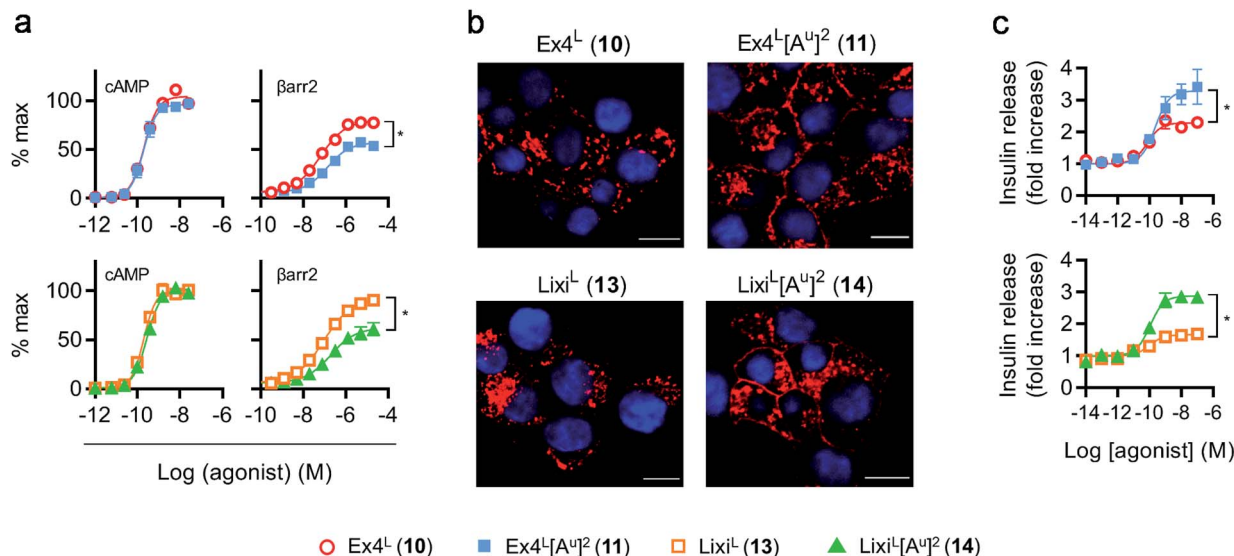 a
cAMP
βarr2
% max
100
50
0
-12 -10 -8 -6
-10 -8 -6 -4
cAMP
βarr2
% max
100
50
0
-12 -10 -8 -6
-10 -8 -6 -4
*
*
Log (agonist) (M)
b
Ex4ᴸ (10)
Ex4ᴸ[Aᵘ]² (11)
Lixiᴸ (13)
Lixiᴸ[Aᵘ]² (14)
c
Insulin release
(fold increase)
4
3
2
1
0
-14 -10 -8 -6
*
Insulin release
(fold increase)
4
3
2
1
0
-14 -10 -8 -6
*
Log [agonist] (M)
Ex4ᴸ (10) Ex4ᴸ[Aᵘ]² (11) Lixiᴸ (13) Lixiᴸ[Aᵘ]² (14)